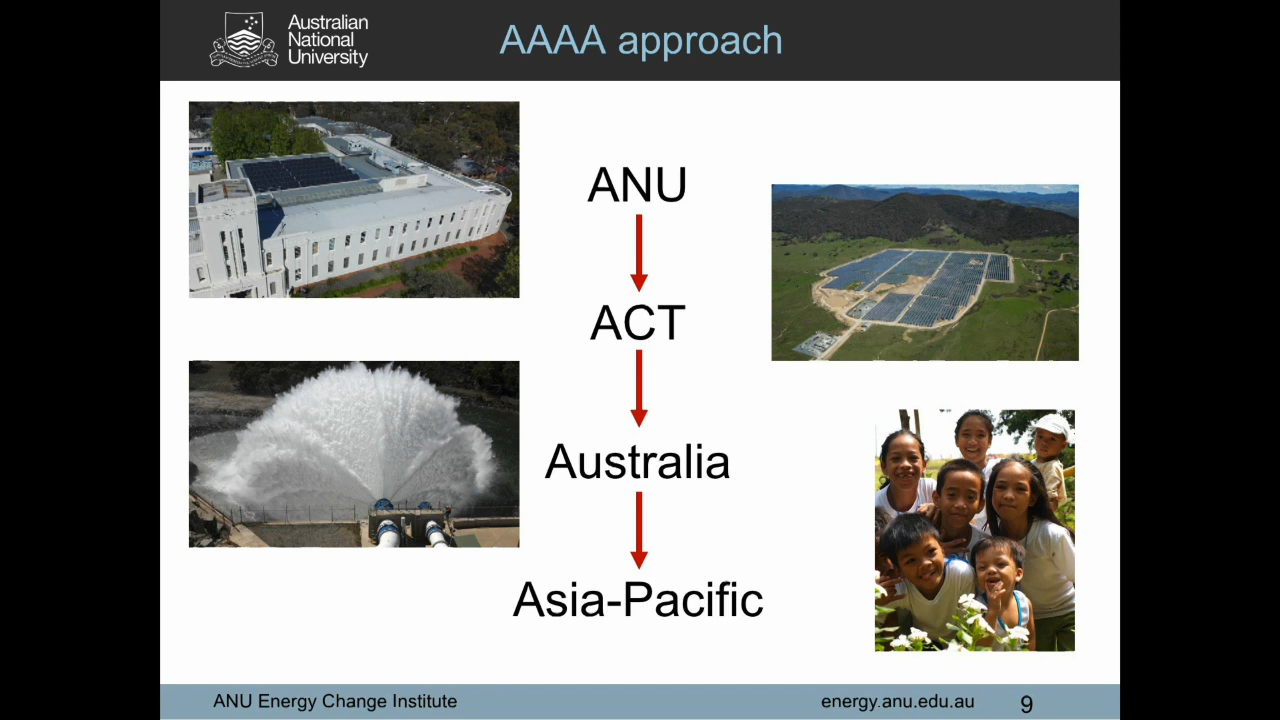 Australian
National
University
AAAA approach
ANU
ACT
Australia
Asia-Pacific
ANU Energy Change Institute
energy.anu.edu.au
9